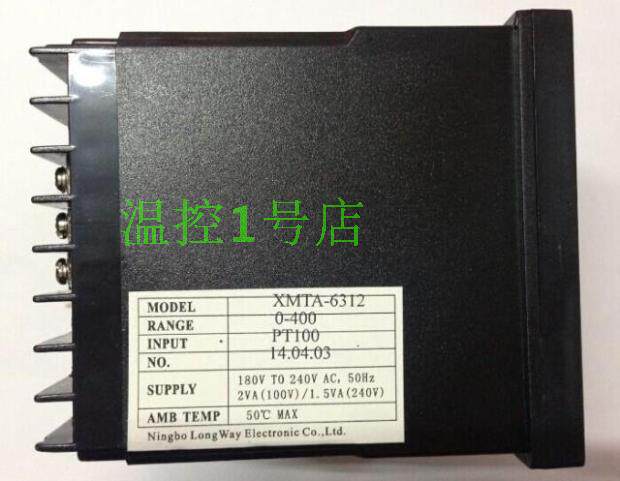 温控1号店
MODEL XMTA-6312
RANGE 0-400
INPUT PT100
NO. 14.04.03
SUPPLY 180V TO 240V AC, 50Hz
2VA(100V)/1.5VA(240V)
AMB TEMP 50℃ MAX
Ningbo LongWay Electronic Co.,Ltd.